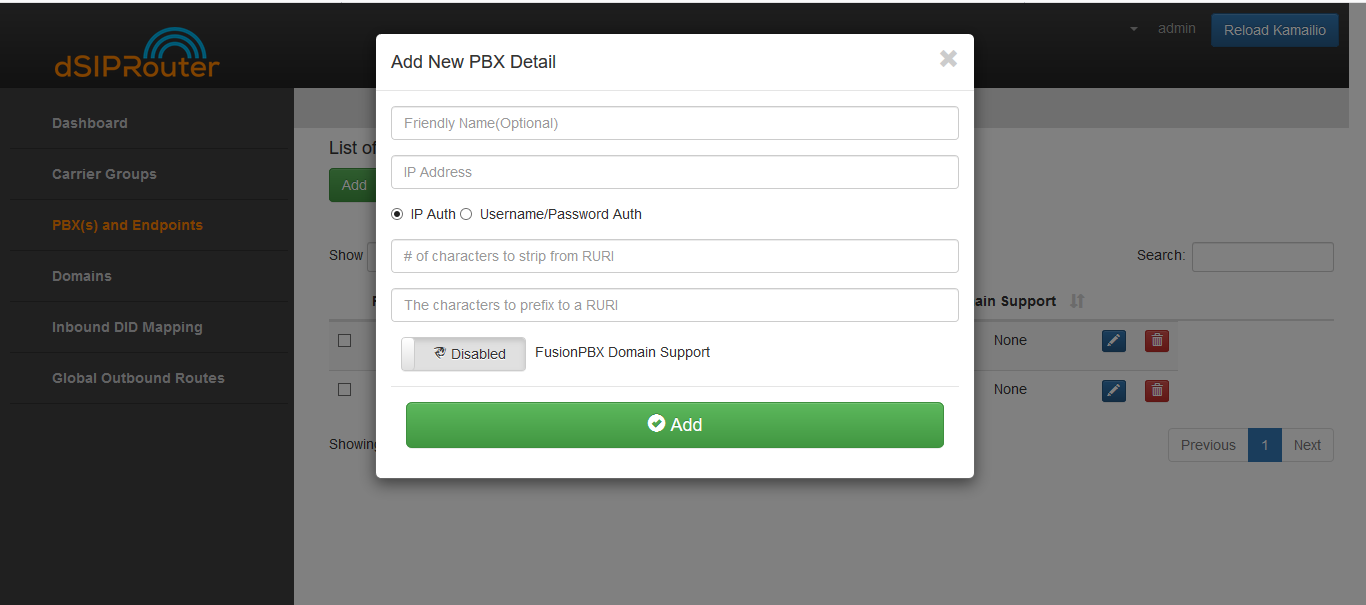 dSIPRouter
admin
Reload Kamailio
Dashboard
Carrier Groups
PBX(s) and Endpoints
Domains
Inbound DID Mapping
Global Outbound Routes
List of
Add
Show
Search:
ain Support
None
None
Showing
Previous 1 Next
Add New PBX Detail
Friendly Name(Optional)
IP Address
IP Auth Username/Password Auth
# of characters to strip from RURI
The characters to prefix to a RURI
Disabled FusionPBX Domain Support
Add